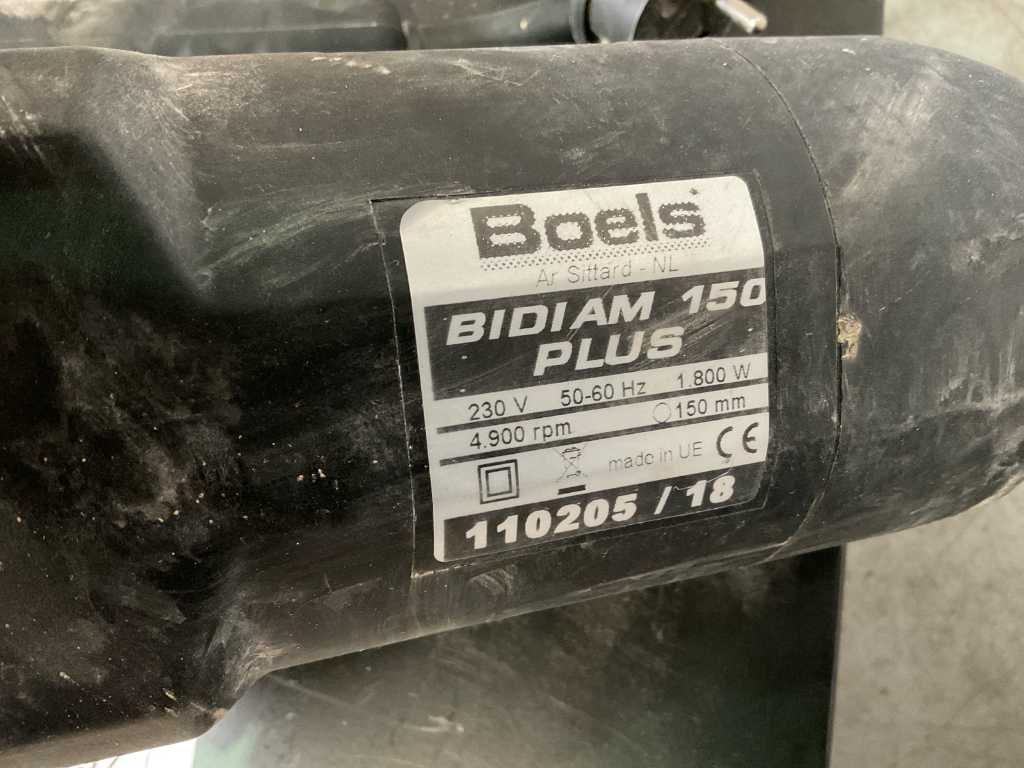 Boels
Ar Sittard - NL
BIDIAM 150
PLUS
230 V 50-60 Hz 1.800 W
4.900 rpm 150 mm
made in UE CE
110205 / 18